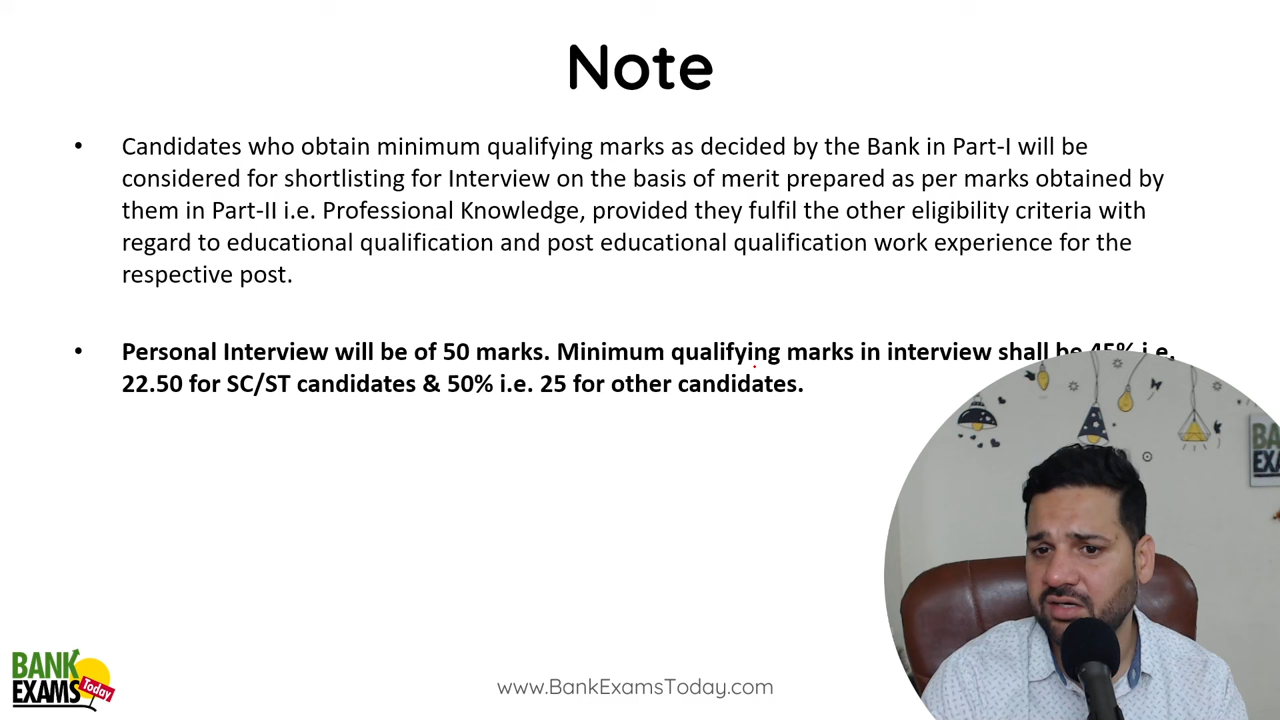 Note
• Candidates who obtain minimum qualifying marks as decided by the Bank in Part-I will be
considered for shortlisting for Interview on the basis of merit prepared as per marks obtained by
them in Part-II i.e. Professional Knowledge, provided they fulfil the other eligibility criteria with
regard to educational qualification and post educational qualification work experience for the
respective post.
• Personal Interview will be of 50 marks. Minimum qualifying marks in interview shall be 45% i.e.
22.50 for SC/ST candidates & 50% i.e. 25 for other candidates.
BA
EXA
BANK
EXAMS
Today
www.BankExamsToday.com